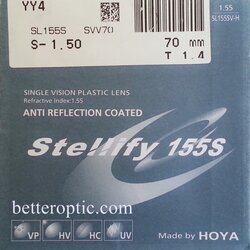 YY4
1.55
SL155S SVV70
SL155SV-H
S- 1.50 70 mm
T 1.4
SINGLE VISION PLASTIC LENS
Refractive Index:1.55
ANTI REFLECTION COATED
Stellify 155S
betteroptic.com
VP HV HC UV
Made by HOYA